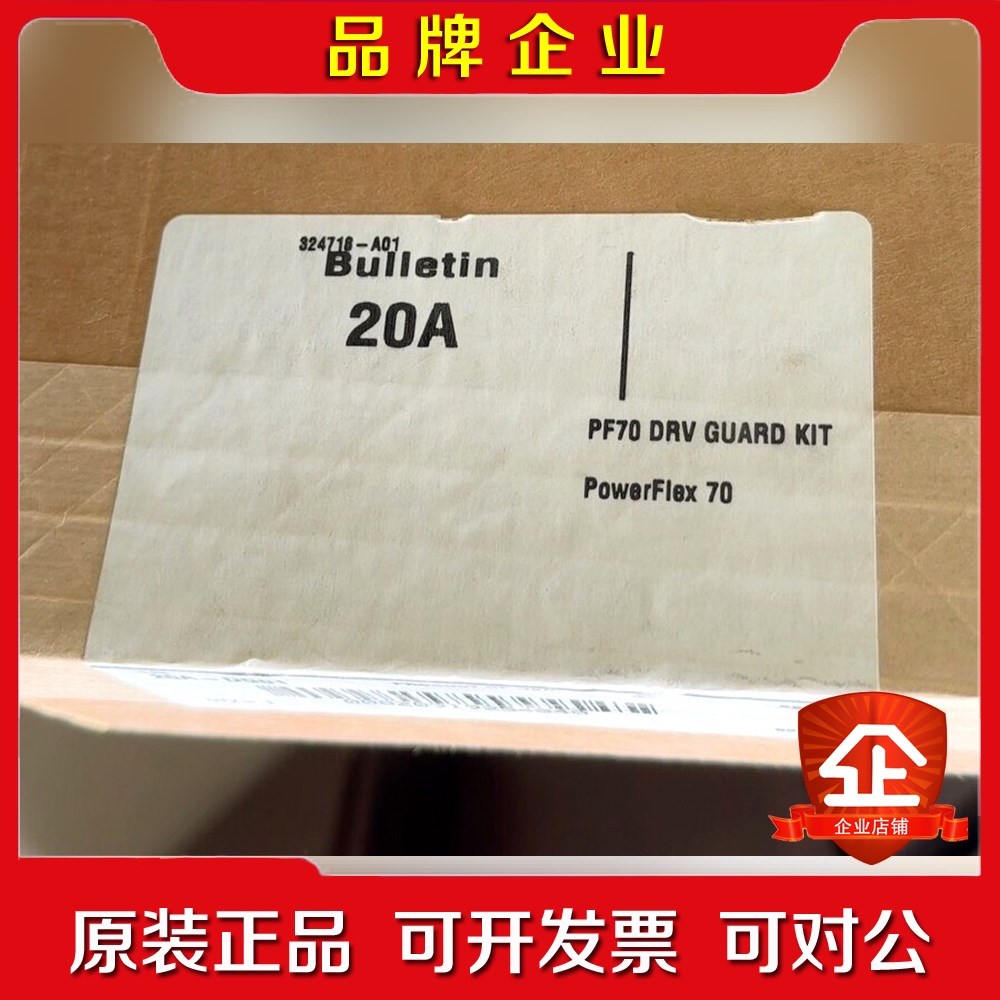 品牌企业
324716-A01
Bulletin
20A
PF70 DRV GUARD KIT
PowerFlex 70
企
企业店铺
原装正品 可开发票 可对公